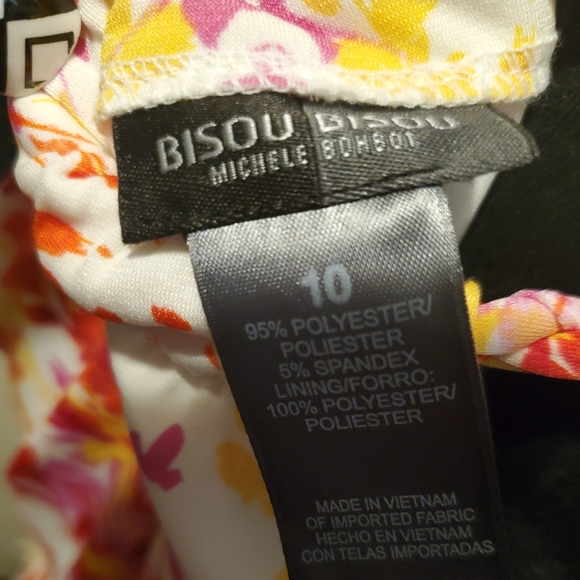 BISOU BISOU
MICHELE BOHBOT
10
95% POLYESTER/
POLIESTER
5% SPANDEX
LINING/FORRO:
100% POLYESTER/
POLIESTER
MADE IN VIETNAM
OF IMPORTED FABRIC
HECHO EN VIETNAM
CON TELAS IMPORTADAS